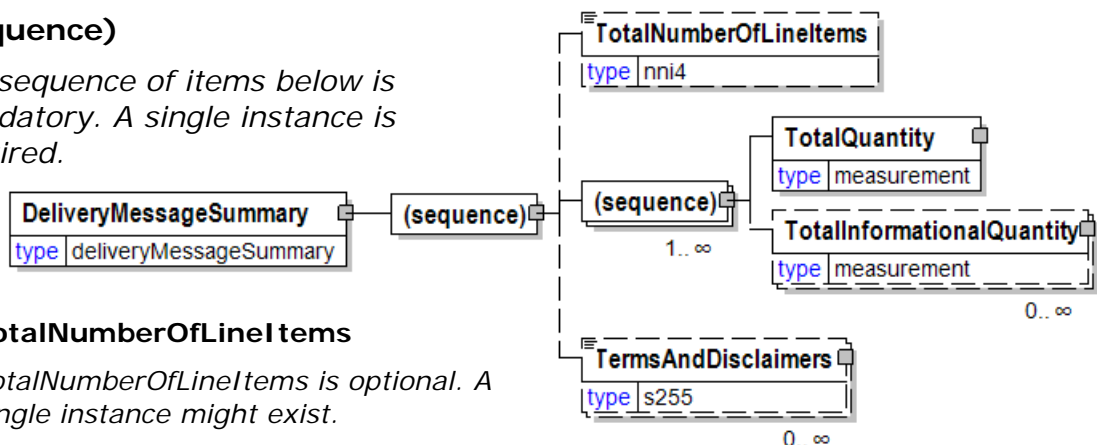 quence)
sequence of items below is
datory. A single instance is
ired.
TotalNumberOfLineItems
type nni4
DeliveryMessageSummary
type deliveryMessageSummary
(sequence)
(sequence)
1.. ∞
TotalQuantity
type measurement
TotalInformationalQuantity
type measurement
0.. ∞
otalNumberOfLineItems
otalNumberOfLineItems is optional. A
ngle instance might exist.
TermsAndDisclaimers
type s255
0.. ∞